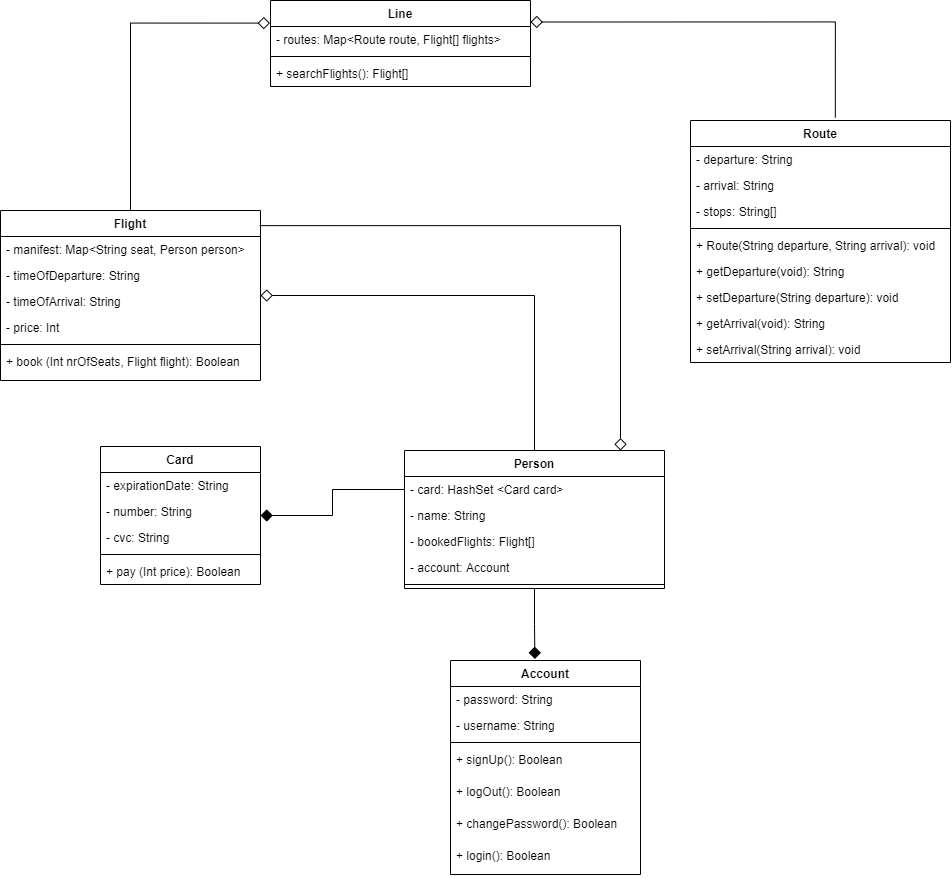 Line
- routes: Map<Route route, Flight[] flights>
+ searchFlights(): Flight[]
Route
- departure: String
- arrival: String
- stops: String[]
+ Route(String departure, String arrival): void
+ getDeparture(void): String
+ setDeparture(String departure): void
+ getArrival(void): String
+ setArrival(String arrival): void
Flight
- manifest: Map<String seat, Person person>
- timeOfDeparture: String
- timeOfArrival: String
- price: Int
+ book (Int nrOfSeats, Flight flight): Boolean
Card
- expirationDate: String
- number: String
- cvc: String
+ pay (Int price): Boolean
Person
- card: HashSet <Card card>
- name: String
- bookedFlights: Flight[]
- account: Account
Account
- password: String
- username: String
+ signUp(): Boolean
+ logOut(): Boolean
+ changePassword(): Boolean
+ login(): Boolean